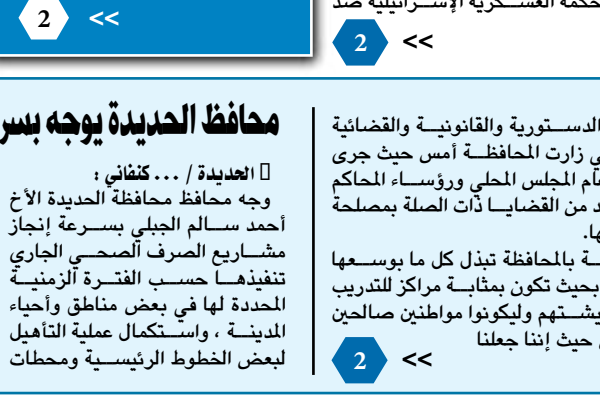 حكمة العسكرية الإسرائيلية ضد
2 >>
2 >>
محافظ الحديدة يوجه بسر
الحديدة / ... كنفاني :
وجه محافظ محافظة الحديدة الأخ
أحمد سالم الجبلي بسرعة إنجاز
مشاريع الصرف الصحي الجاري
تنفيذها حسب الفترة الزمنية
المحددة لها في بعض مناطق وأحياء
المدينة ، واستكمال عملية التأهيل
لبعض الخطوط الرئيسية ومحطات
الدستورية والقانونية والقضائية
ي زارت المحافظة أمس حيث جرى
ام المجلس المحلي ورؤساء المحاكم
د من القضايا ذات الصلة بمصلحة
ها.
ة بالمحافظة تبذل كل ما بوسعها
بحيث تكون بمثابة مراكز للتدريب
يشتهم وليكونوا مواطنين صالحين
حيث إننا جعلنا
2 >>